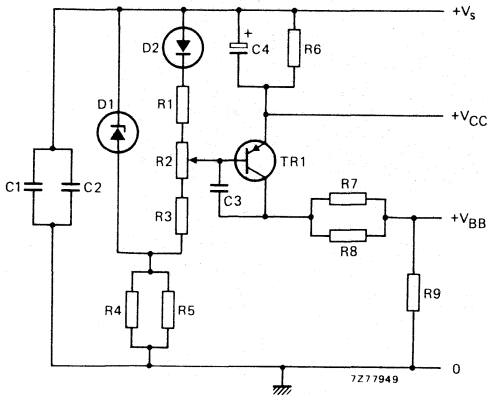 +Vs
+
D2
C4
R6
R1
D1
+VCC
R2
TR1
C1
C2
C3
R7
R3
+VBB
R8
R4
R5
R9
7Z77949
0